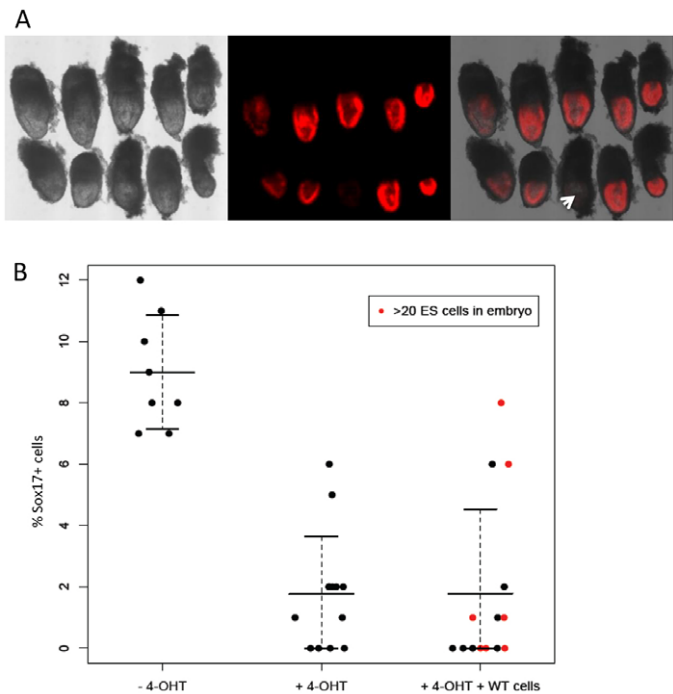 A
B
12
10
8
6
4
2
0
% Sox17+ cells
>20 ES cells in embryo
- 4-OHT
+ 4-OHT
+ 4-OHT + WT cells